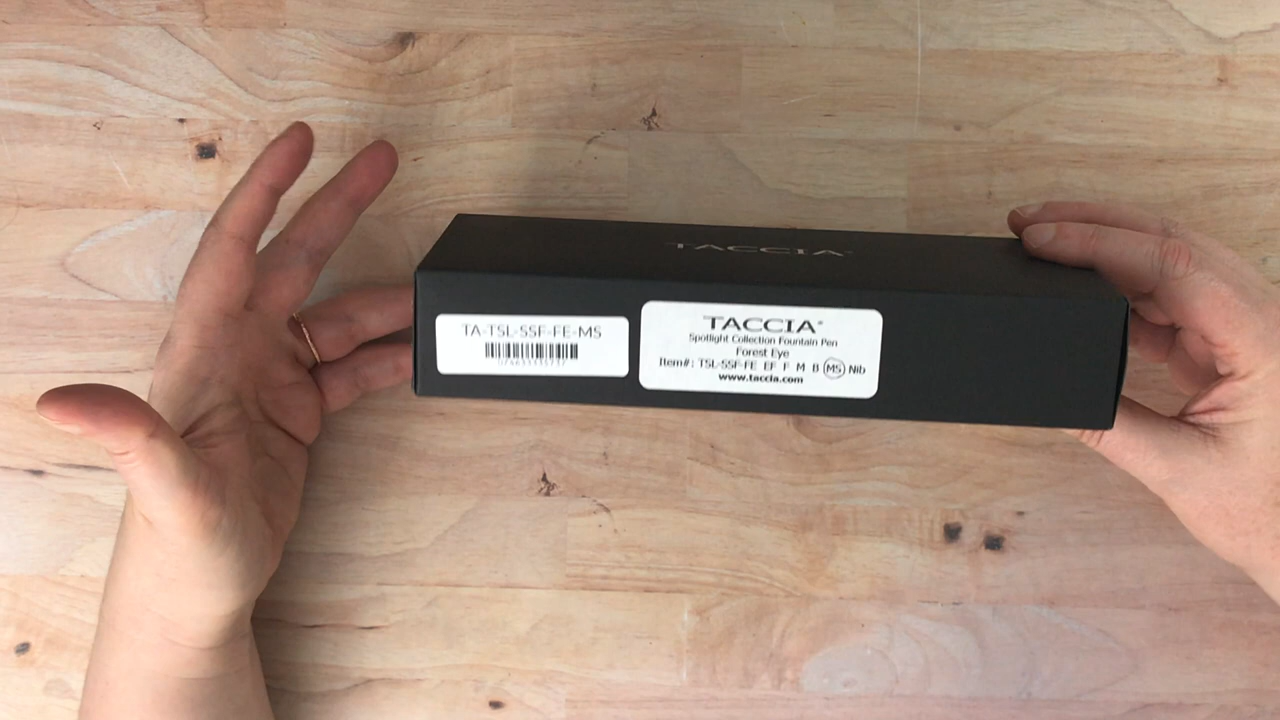 TACCIA
TA-TSL-SSF-FE-MS
TACCIA®
Spotlight Collection Fountain Pen
Forest Eye
Item#: TSL-SSF-FE EF F M B MS Nib
www.taccia.com